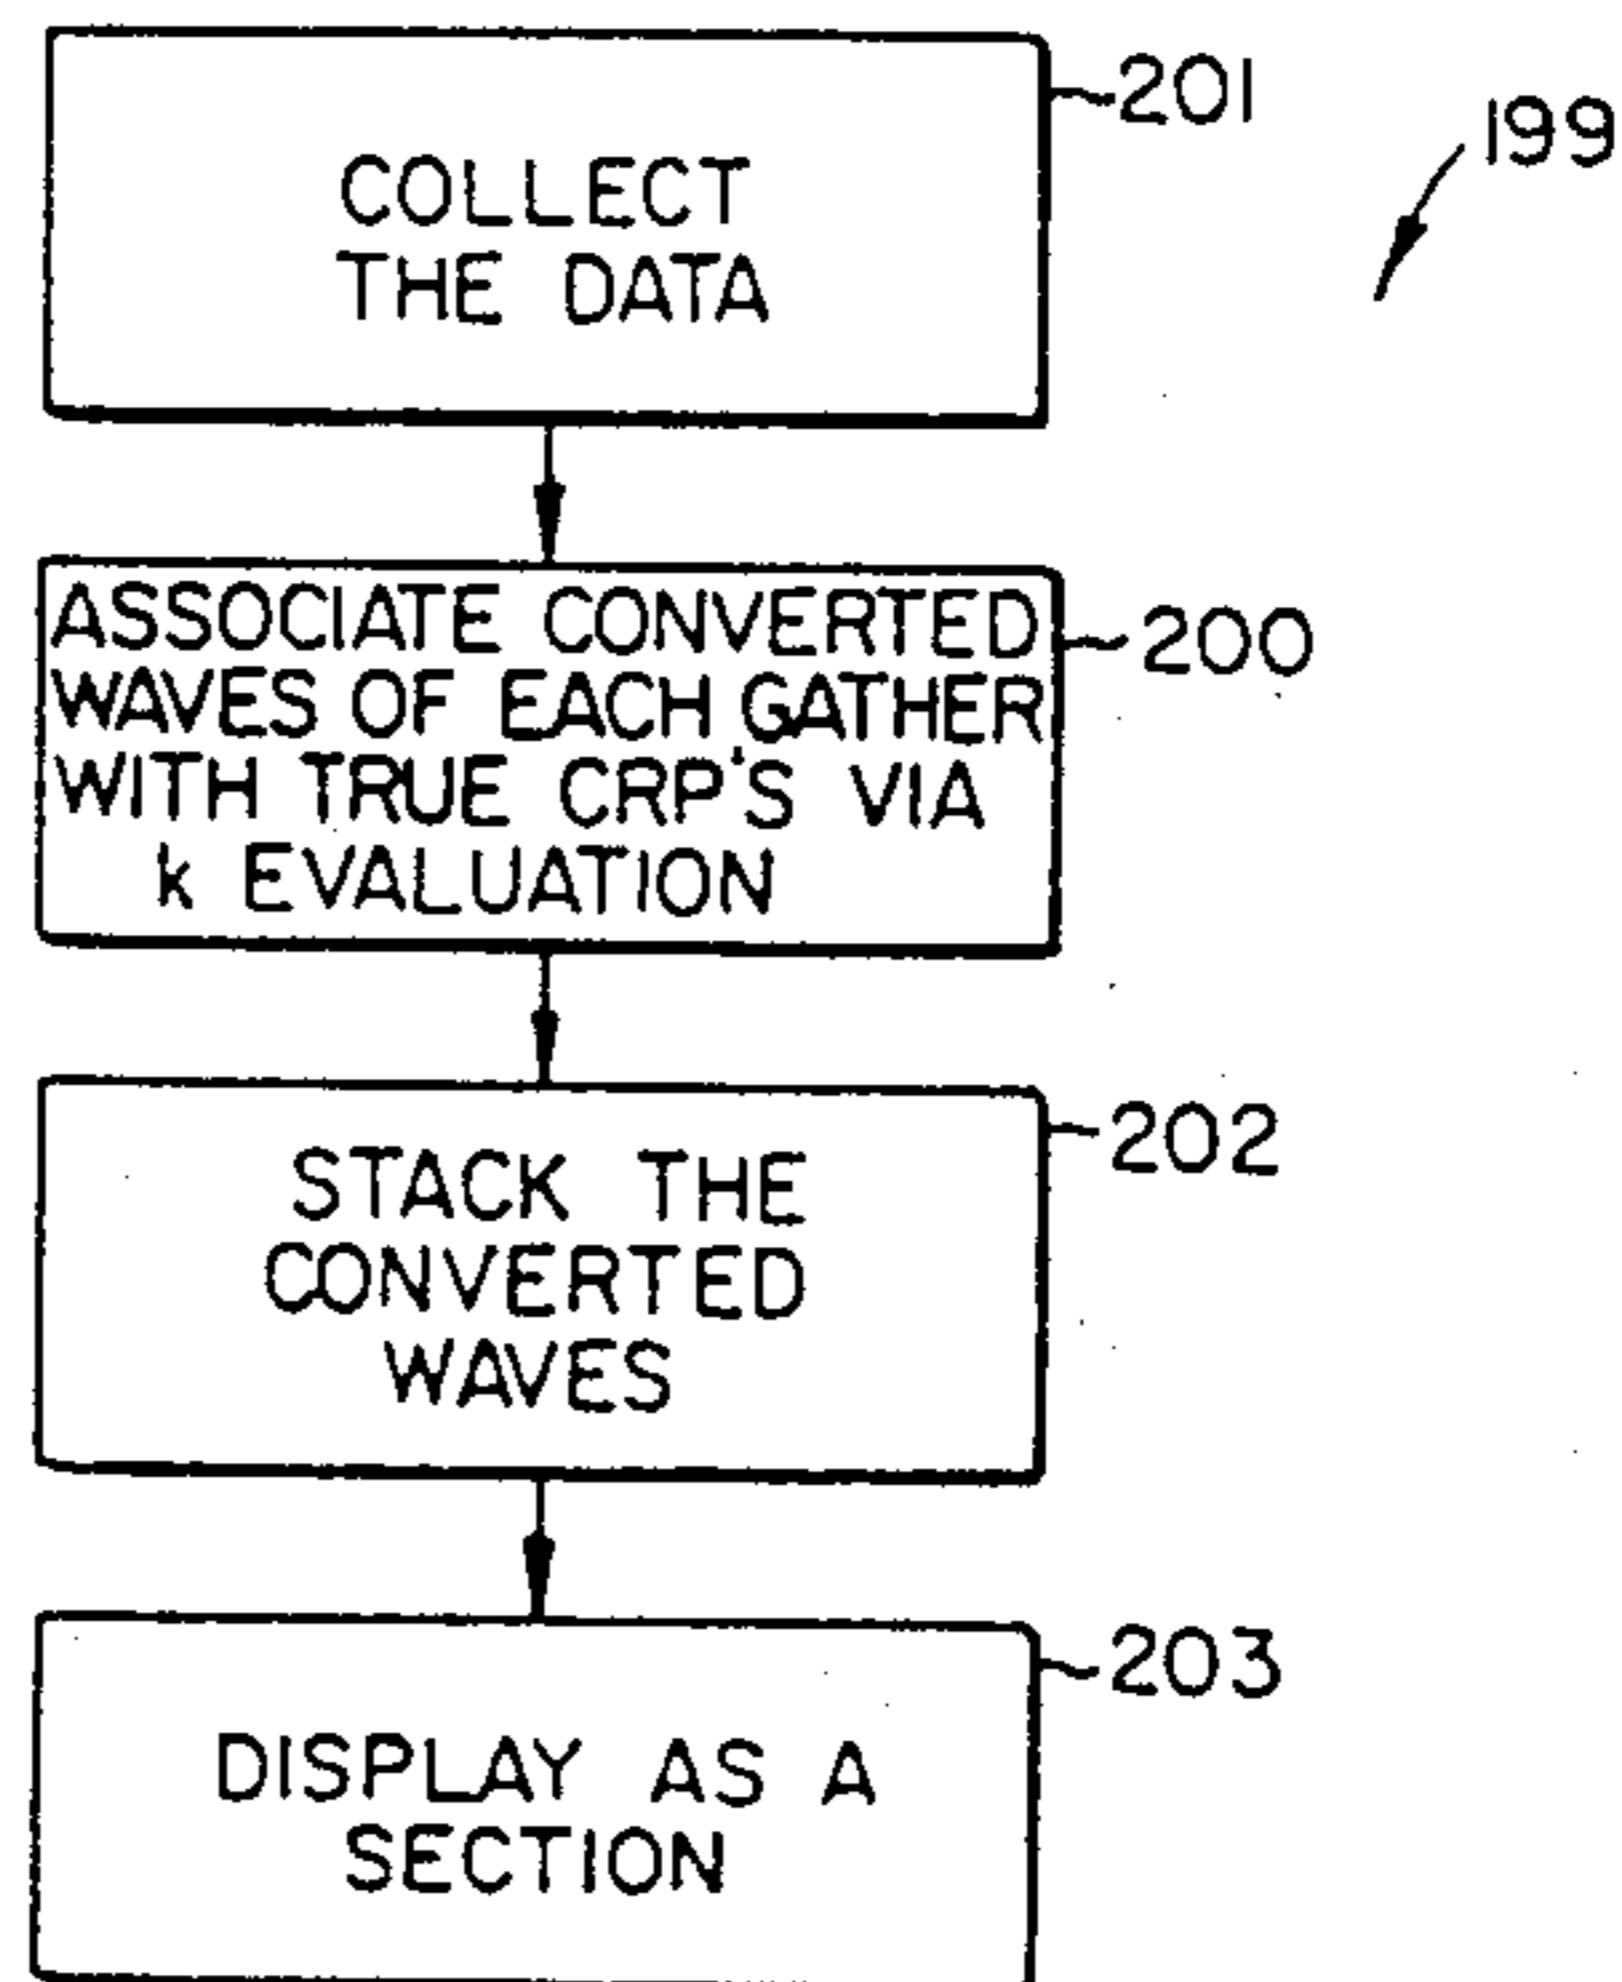 COLLECT
THE DATA
201
199
ASSOCIATE CONVERTED
WAVES OF EACH GATHER
WITH TRUE CRP'S VIA
k EVALUATION
200
STACK THE
CONVERTED
WAVES
202
DISPLAY AS A
SECTION
203